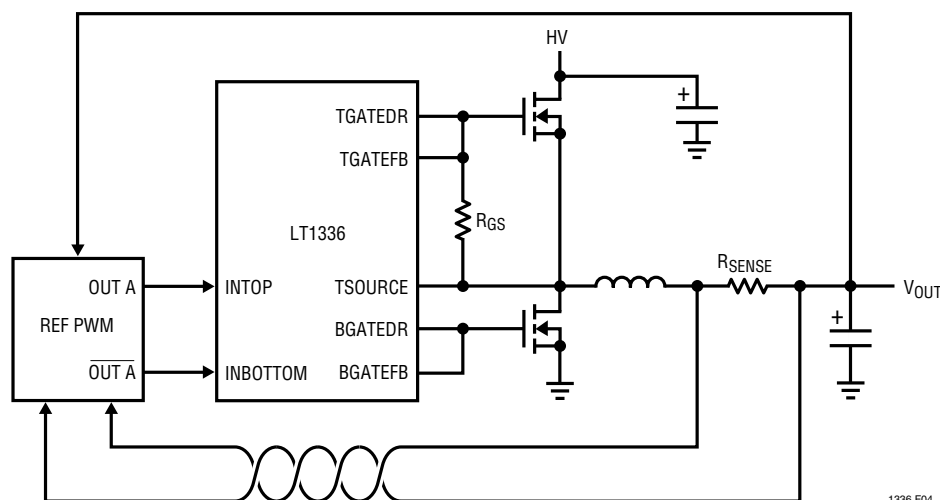 HV
+
TGATEDR
TGATEFB
RGS
LT1336
RSENSE
OUT A
INTOP
TSOURCE
VOUT
REF PWM
BGATEDR
+
OUT A
INBOTTOM
BGATEFB
1336 F04